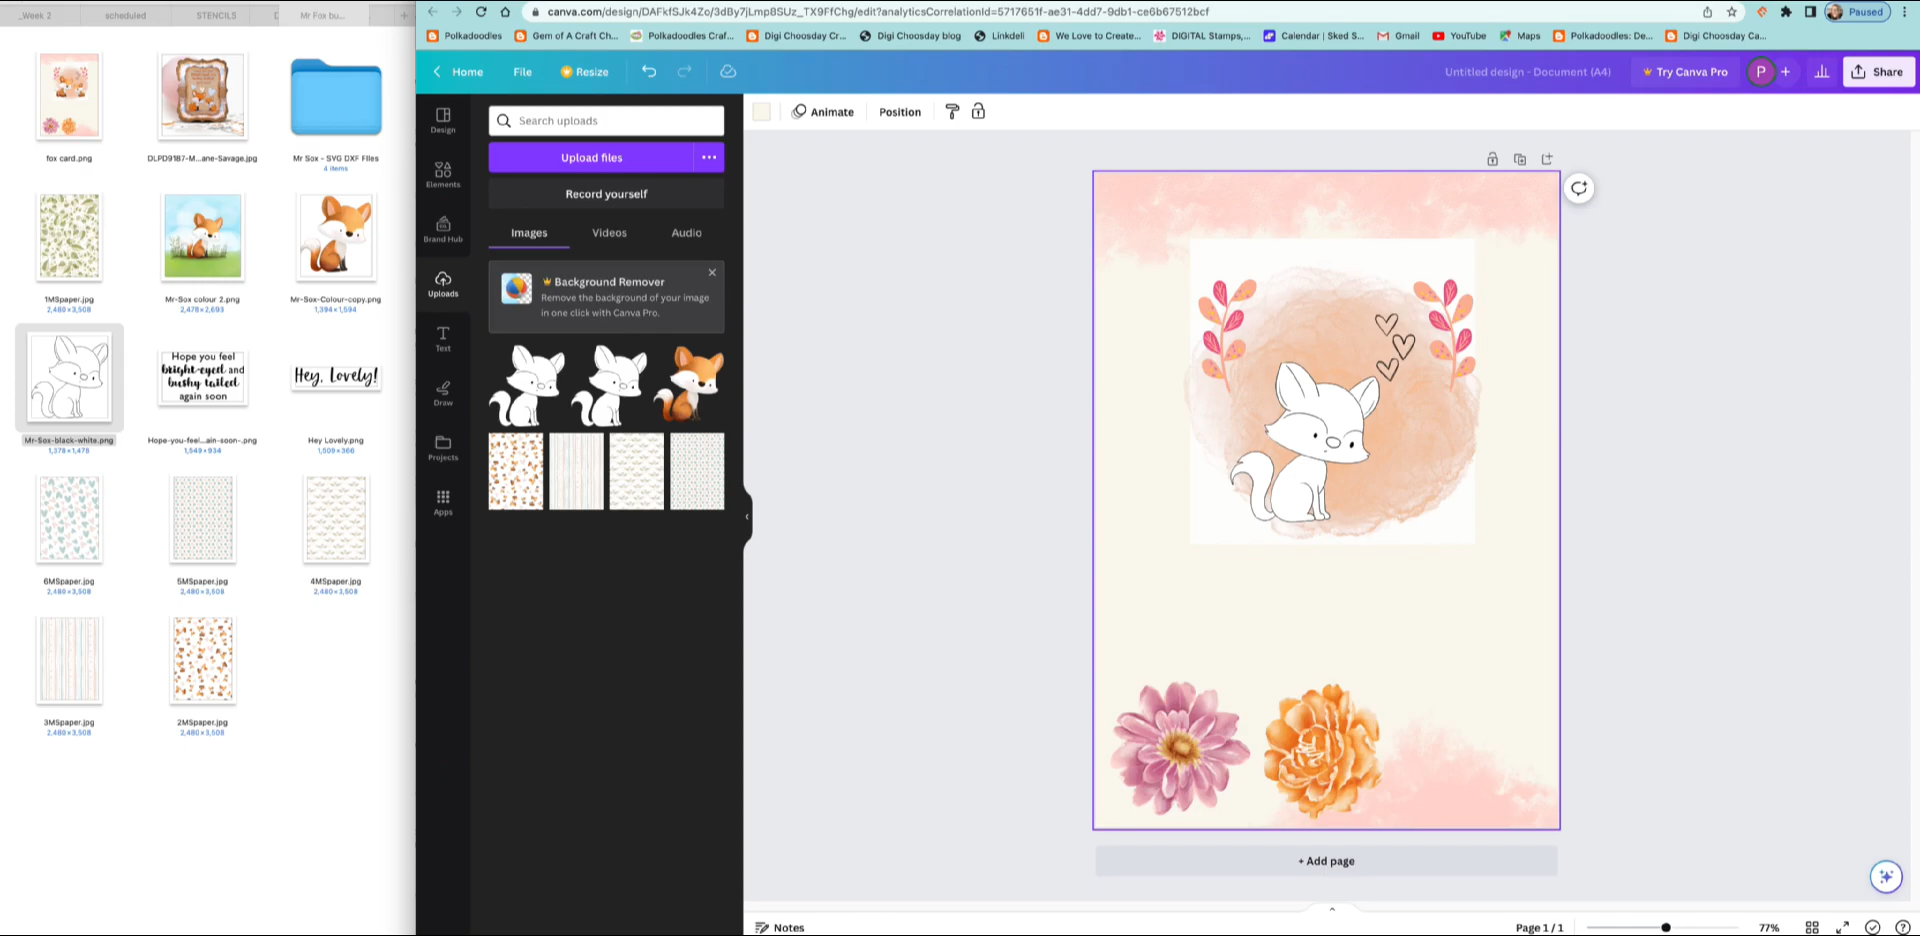 _Week 2
scheduled
STENCILS
Mr Fox bu...
canva.com/design/DAFkfSJk4Zo/3dBy7jLmp8SUz_TX9FfChg/edit?analyticsCorrelationId=5717651f-ae31-4dd7-9db1-ce6b67512bcf
Paused
Polkadoodles
Gem of A Craft Ch...
Polkadoodles Craf...
Digi Choosday Cr...
Digi Choosday blog
Linkdeli
We Love to Create...
DIGITAL Stamps,...
Calendar | Sked S...
Gmail
YouTube
Maps
Polkadoodles: De...
Digi Choosday Ca...
Home
File
Resize
Untitled design - Document (A4)
Try Canva Pro
P
Share
Animate
Position
Design
Elements
Brand Hub
Uploads
Text
Draw
Projects
Apps
Search uploads
Upload files
Record yourself
Images
Videos
Audio
Background Remover
Remove the background of your image
in one click with Canva Pro.
fox card.png
DLPD9187-M...ane-Savage.jpg
Mr Sox - SVG DXF Files
4 items
1MSpaper.jpg
2,480×3,508
Mr-Sox colour 2.png
2,478×2,693
Mr-Sox-Colour-copy.png
1,394×1,594
Hope you feel
bright-eyed and
bushy tailed
again soon
Hey, Lovely!
Mr-Sox-black-white.png
1,378×1,478
Hope-you-feel...ain-soon-.png
1,549×934
Hey Lovely.png
1,509×366
6MSpaper.jpg
2,480×3,508
5MSpaper.jpg
2,480×3,508
4MSpaper.jpg
2,480×3,508
3MSpaper.jpg
2,480×3,508
2MSpaper.jpg
2,480×3,508
+ Add page
Notes
Page 1 / 1
77%